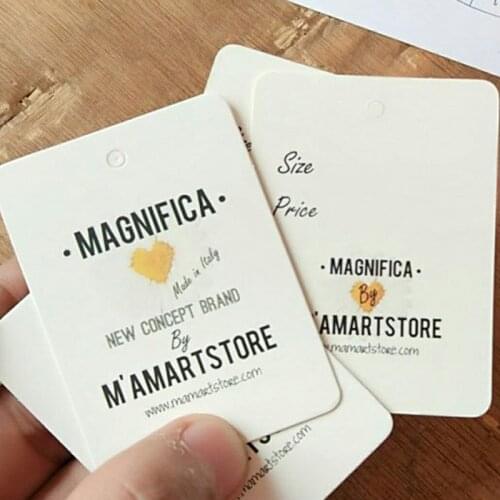 • MAGNIFICA •
Made in Italy
NEW CONCEPT BRAND
By
M'AMARTSTORE
www.mamartstore.com
Size
Price
• MAGNIFICA •
By
M'AMARTSTORE
www.mamartstore.com